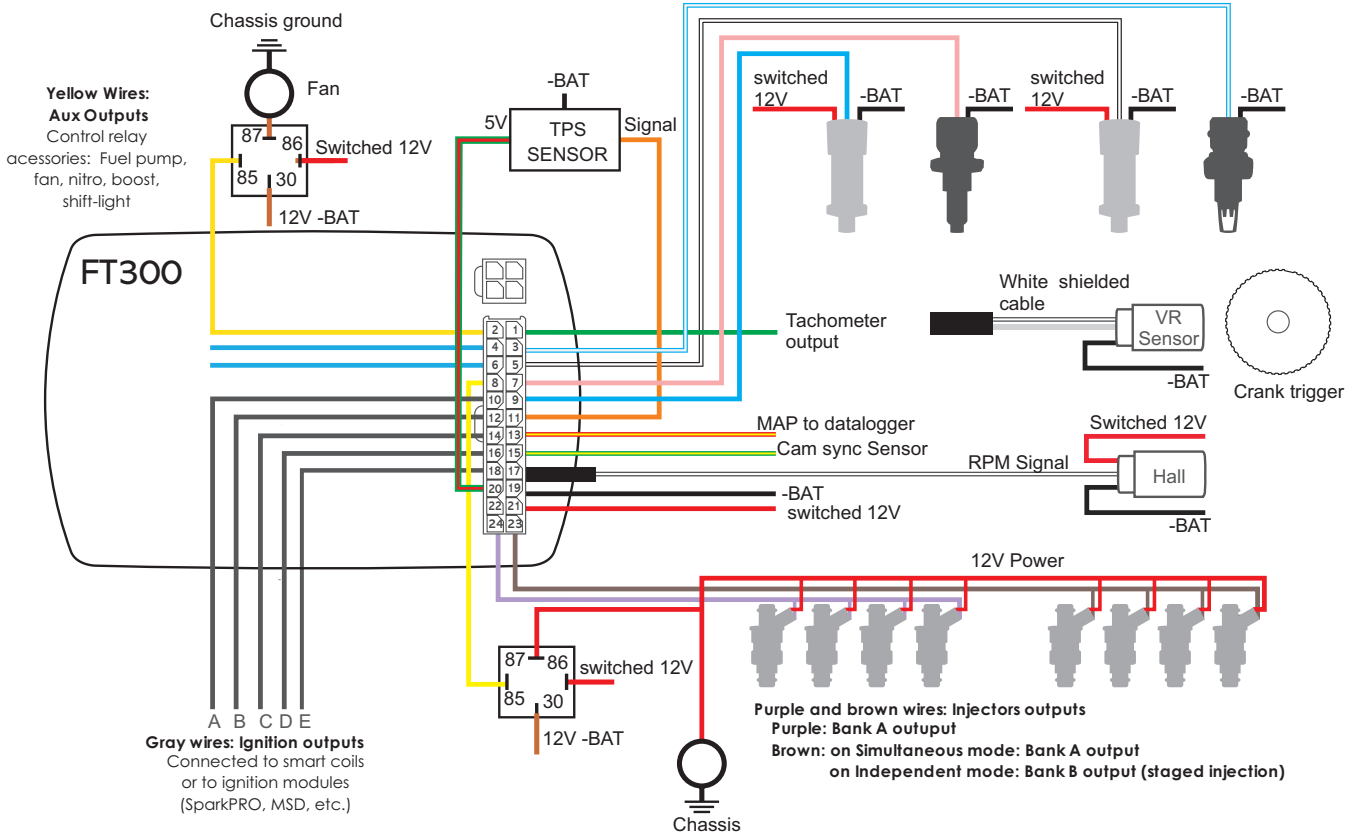 Chassis ground
Fan
Yellow Wires:
Aux Outputs
Control relay
acessories: Fuel pump,
fan, nitro, boost,
shift-light
87
86
85
30
Switched 12V
12V -BAT
-BAT
5V
TPS
SENSOR
Signal
switched
12V
-BAT
-BAT
switched
12V
-BAT
-BAT
FT300
2 1
4 3
6 5
8 7
10 9
12 11
14 13
16 15
18 17
20 19
22 21
24 23
Tachometer
output
White shielded
cable
VR
Sensor
-BAT
Crank trigger
MAP to datalogger
Cam sync Sensor
RPM Signal
Switched 12V
Hall
-BAT
-BAT
switched 12V
12V Power
87
86
85
30
switched 12V
12V -BAT
A B C D E
Gray wires: Ignition outputs
Connected to smart coils
or to ignition modules
(SparkPRO, MSD, etc.)
Purple and brown wires: Injectors outputs
Purple: Bank A outuput
Brown: on Simultaneous mode: Bank A output
on Independent mode: Bank B output (staged injection)
Chassis